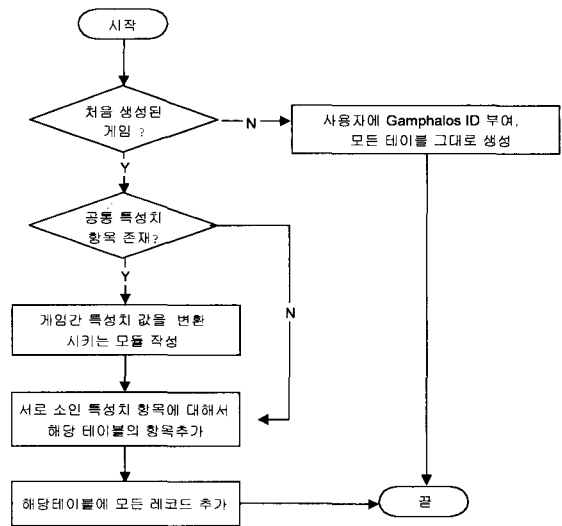 시작
처음 생성된
게임 ?
N
사용자에 Gamphalos ID 부여,
모든 테이블 그대로 생성
Y
공통 특성치
항목 존재?
Y
N
게임간 특성치 값을 변환
시키는 모듈 작성
서로 소인 특성치 항목에 대해서
해당 테이블의 항목추가
해당테이블에 모든 레코드 추가
끝